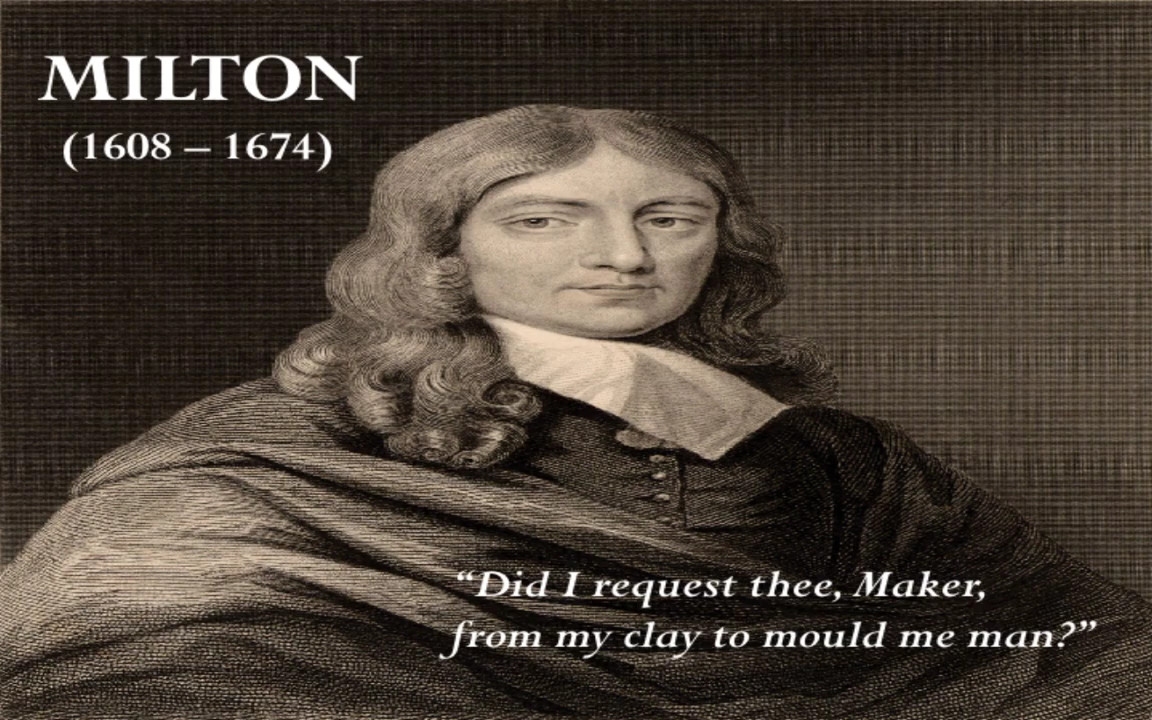 MILTON
(1608 – 1674)
“Did I request thee, Maker,
from my clay to mould me man?”